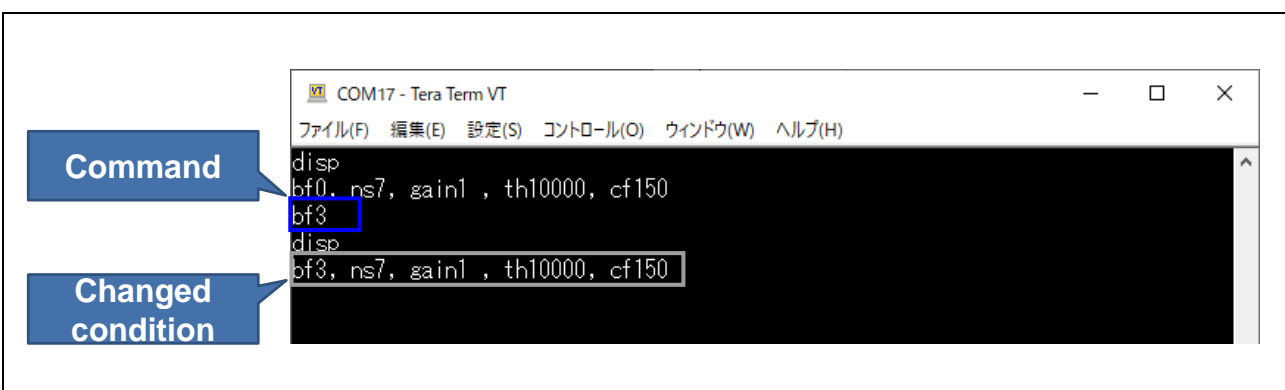 COM17 - Tera Term VT
ファイル(F) 編集(E) 設定(S) コントロール(O) ウィンドウ(W) ヘルプ(H)
Command
disp
bf0, ns7, gain1 , th10000, cf150
bf3
disp
bf3, ns7, gain1 , th10000, cf150
Changed
condition